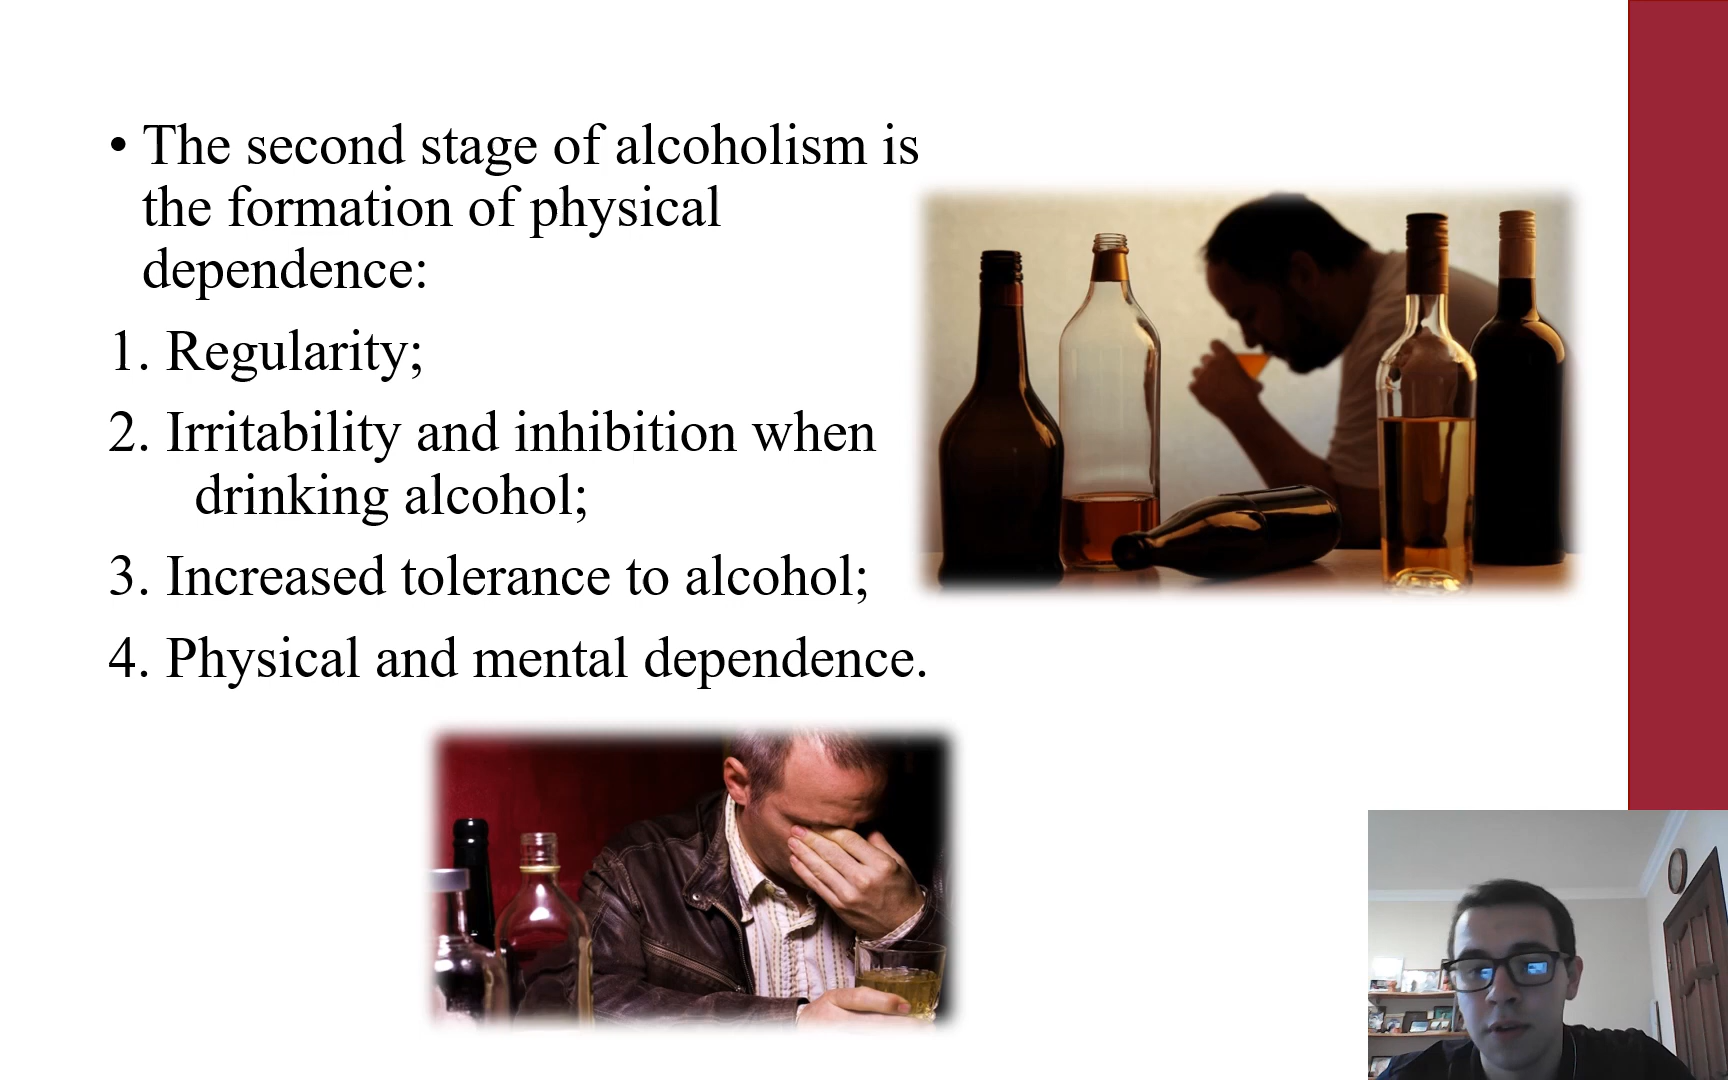 • The second stage of alcoholism is
the formation of physical
dependence:
1. Regularity;
2. Irritability and inhibition when
drinking alcohol;
3. Increased tolerance to alcohol;
4. Physical and mental dependence.